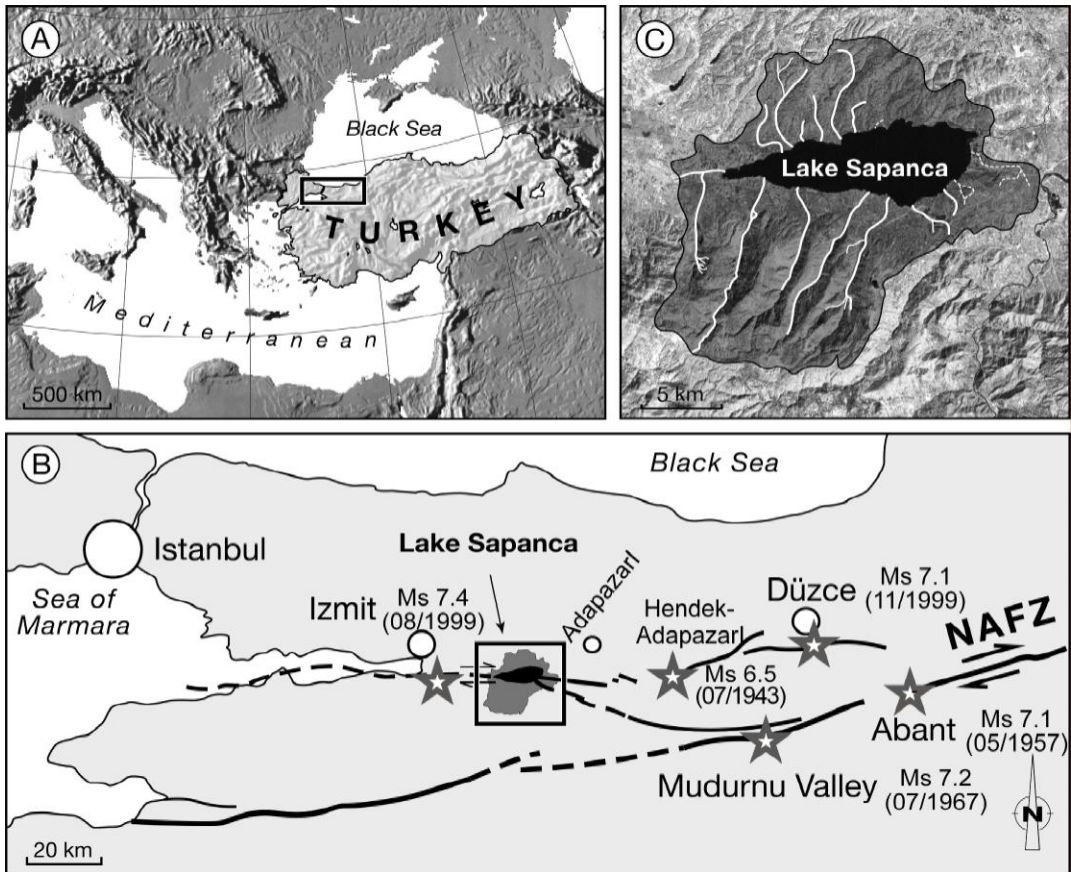 A
Black Sea
TURKEY
Mediterranean
500 km
C
Lake Sapanca
5 km
B
Black Sea
Istanbul
Lake Sapanca
Sea of
Marmara
Izmit
Ms 7.4
(08/1999)
Adapazarl
Hendek-
Adapazarl
Ms 6.5
(07/1943)
Düzce
Ms 7.1
(11/1999)
NAFZ
Abant
Ms 7.1
(05/1957)
Mudurnu Valley
Ms 7.2
(07/1967)
N
20 km